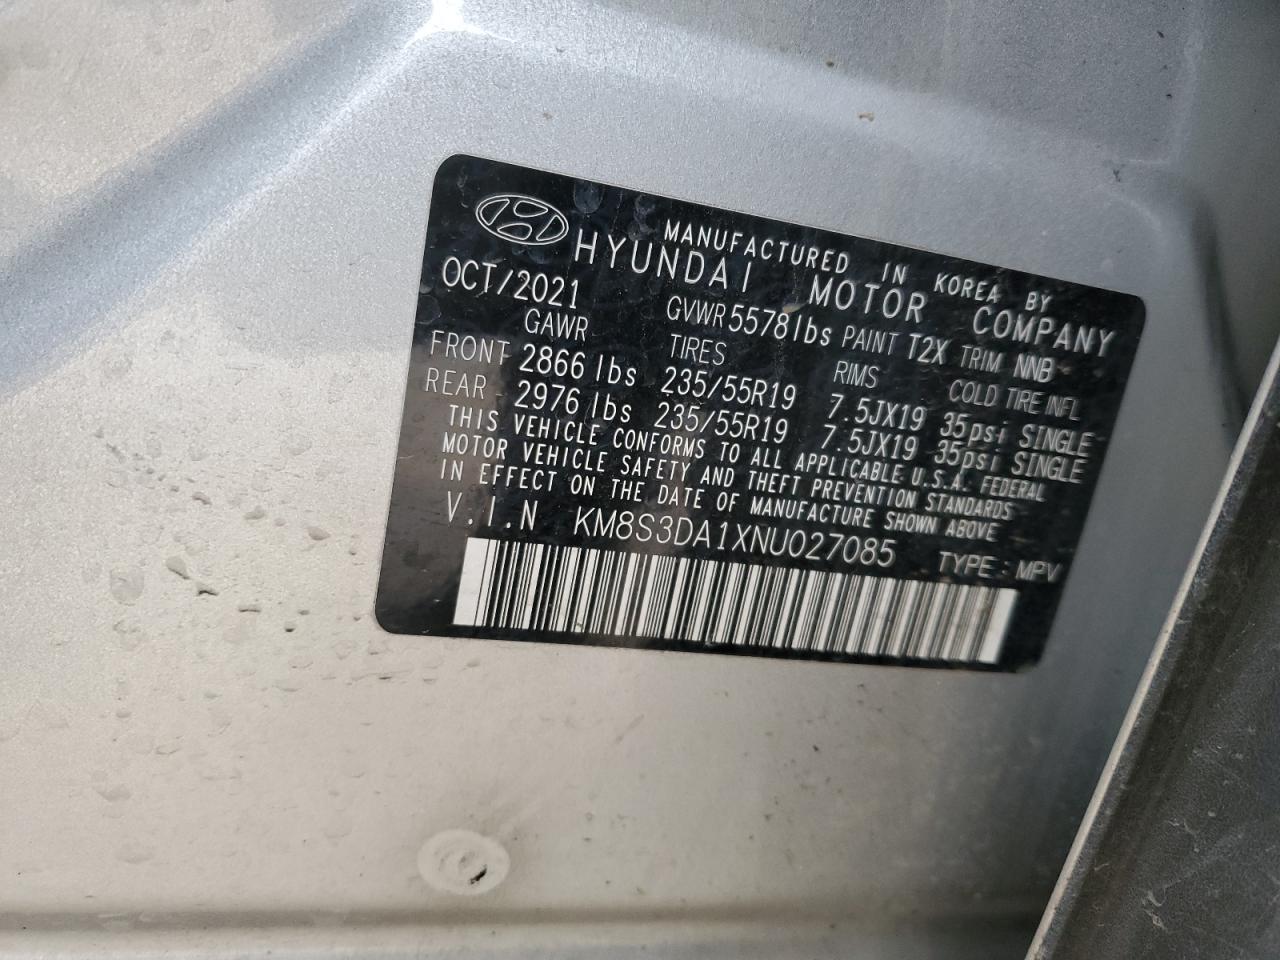 MANUFACTURED IN KOREA BY
HYUNDAI MOTOR COMPANY
OCT/2021 GVWR 5578lbs PAINT T2X TRIM NNB
GAWR TIRES RIMS COLD TIRE INFL
FRONT 2866 lbs 235/55R19 7.5JX19 35psi SINGLE
REAR 2976 lbs 235/55R19 7.5JX19 35psi SINGLE
THIS VEHICLE CONFORMS TO ALL APPLICABLE U.S.A. FEDERAL
MOTOR VEHICLE SAFETY AND THEFT PREVENTION STANDARDS
IN EFFECT ON THE DATE OF MANUFACTURE SHOWN ABOVE
V.I.N KM8S3DA1XNU027085 TYPE : MPV